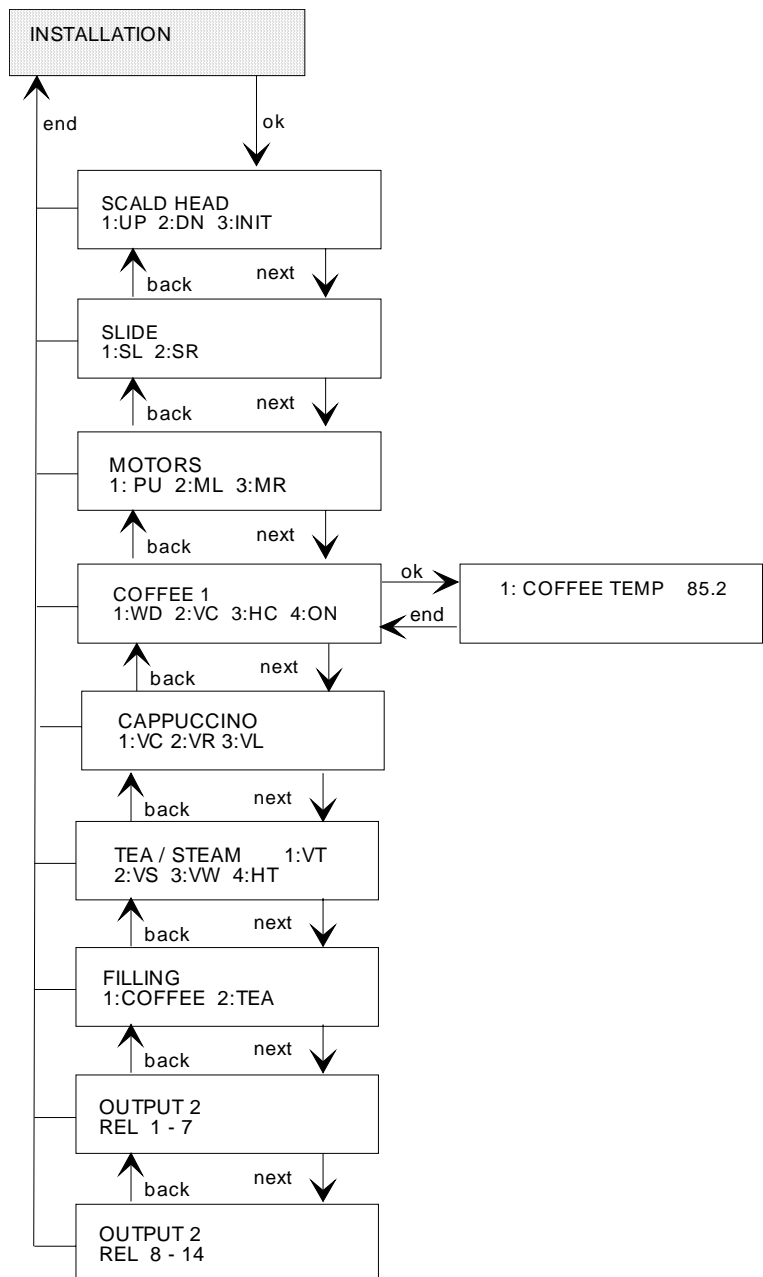 INSTALLATION
end
ok
SCALD HEAD
1:UP 2:DN 3:INIT
back
next
SLIDE
1:SL 2:SR
back
next
MOTORS
1: PU 2:ML 3:MR
back
next
COFFEE 1
1:WD 2:VC 3:HC 4:ON
ok
end
1: COFFEE TEMP 85.2
back
next
CAPPUCCINO
1:VC 2:VR 3:VL
back
next
TEA / STEAM 1:VT
2:VS 3:VW 4:HT
back
next
FILLING
1:COFFEE 2:TEA
back
next
OUTPUT 2
REL 1 - 7
back
next
OUTPUT 2
REL 8 - 14